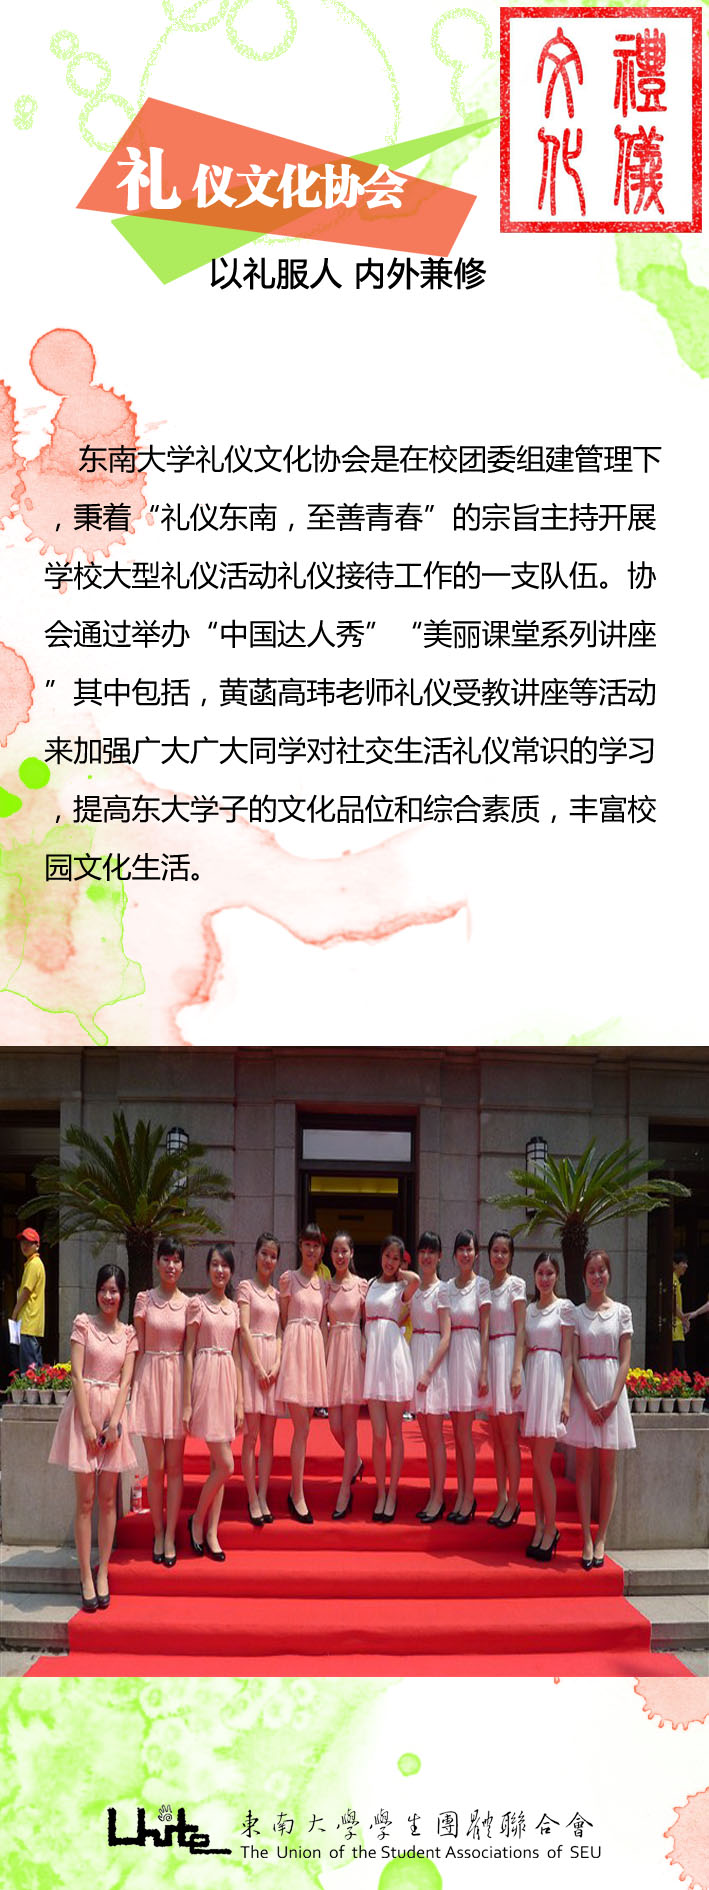 礼仪文化协会
禮儀
文化
以礼服人 内外兼修
东南大学礼仪文化协会是在校团委组建管理下
，秉着“礼仪东南，至善青春”的宗旨主持开展
学校大型礼仪活动礼仪接待工作的一支队伍。协
会通过举办“中国达人秀”“美丽课堂系列讲座
”其中包括，黄菡高玮老师礼仪受教讲座等活动
来加强广大广大同学对社交生活礼仪常识的学习
，提高东大学子的文化品位和综合素质，丰富校
园文化生活。
Unite
東南大學學生團體聯合會
The Union of the Student Associations of SEU